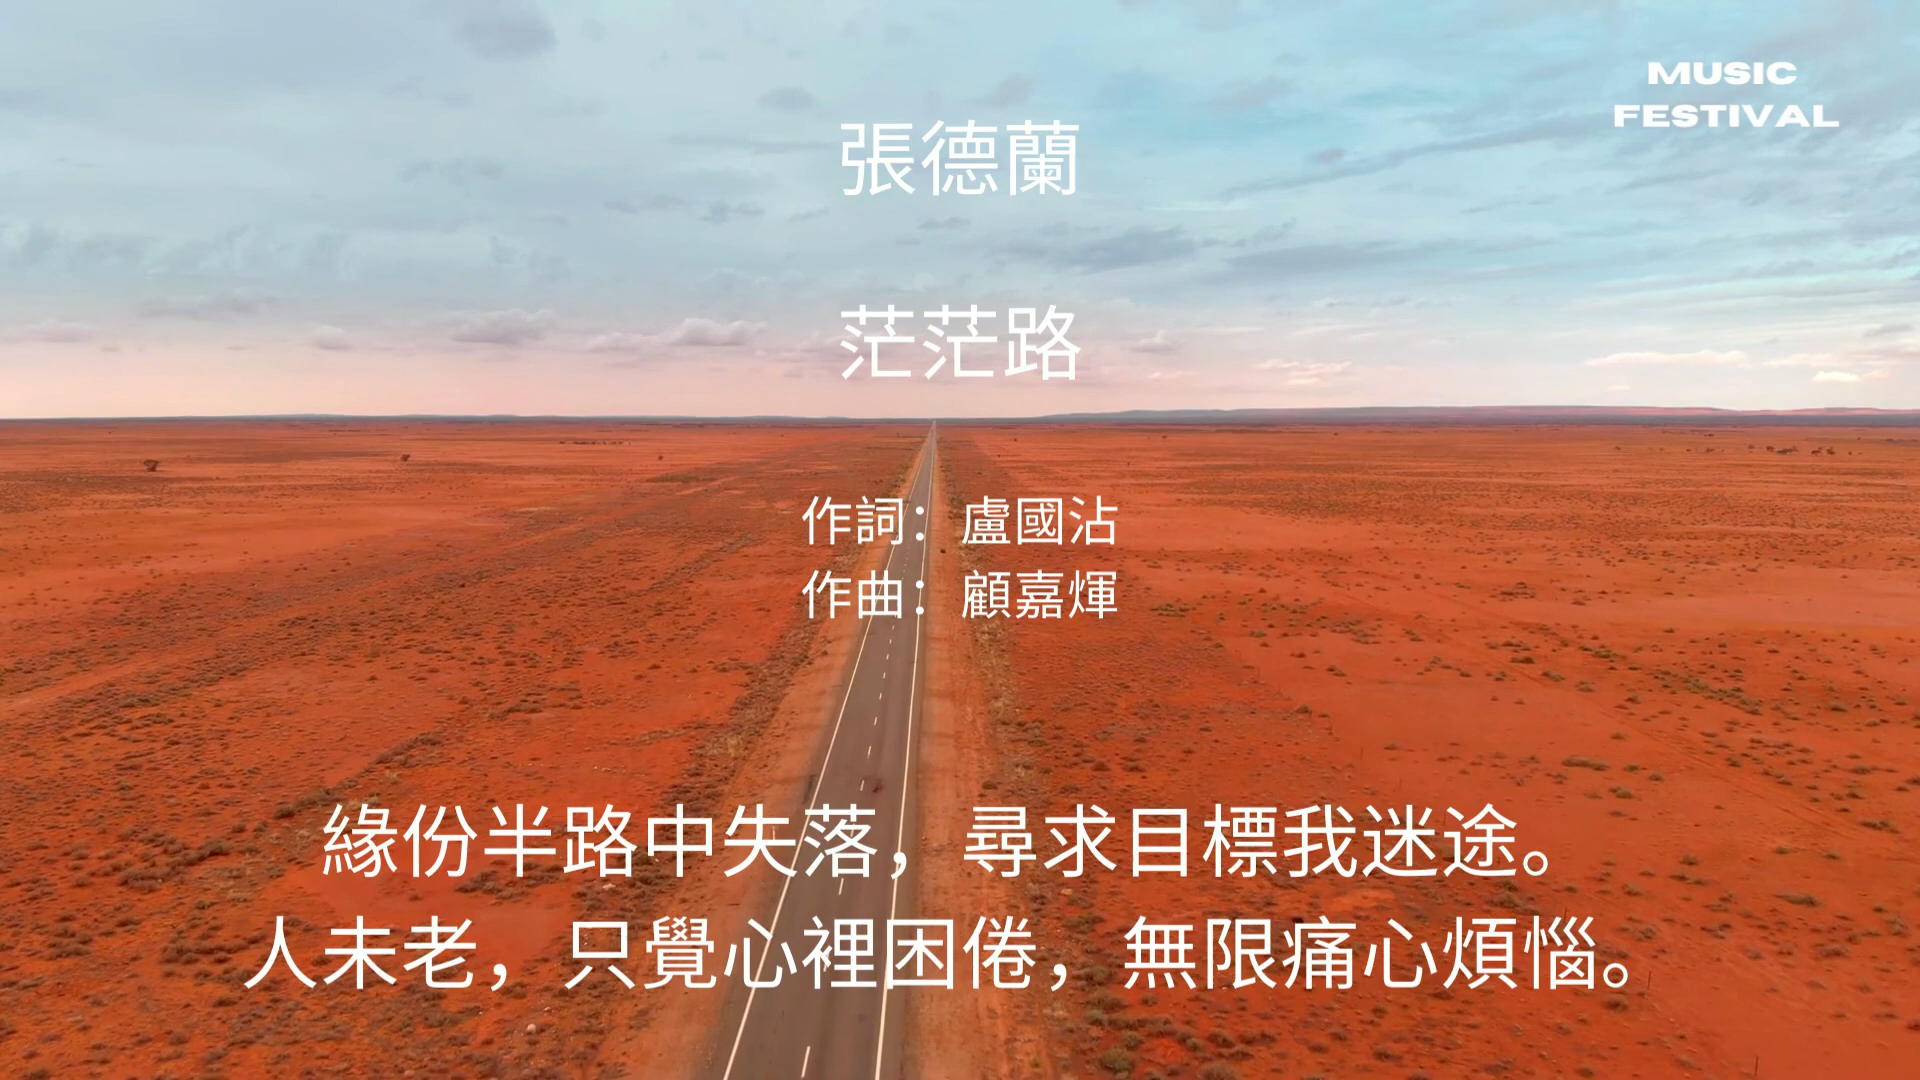 MUSIC
FESTIVAL
張德蘭
茫茫路
作詞：盧國沾
作曲：顧嘉煇
緣份半路中失落，尋求目標我迷途。
人未老，只覺心裡困倦，無限痛心煩惱。